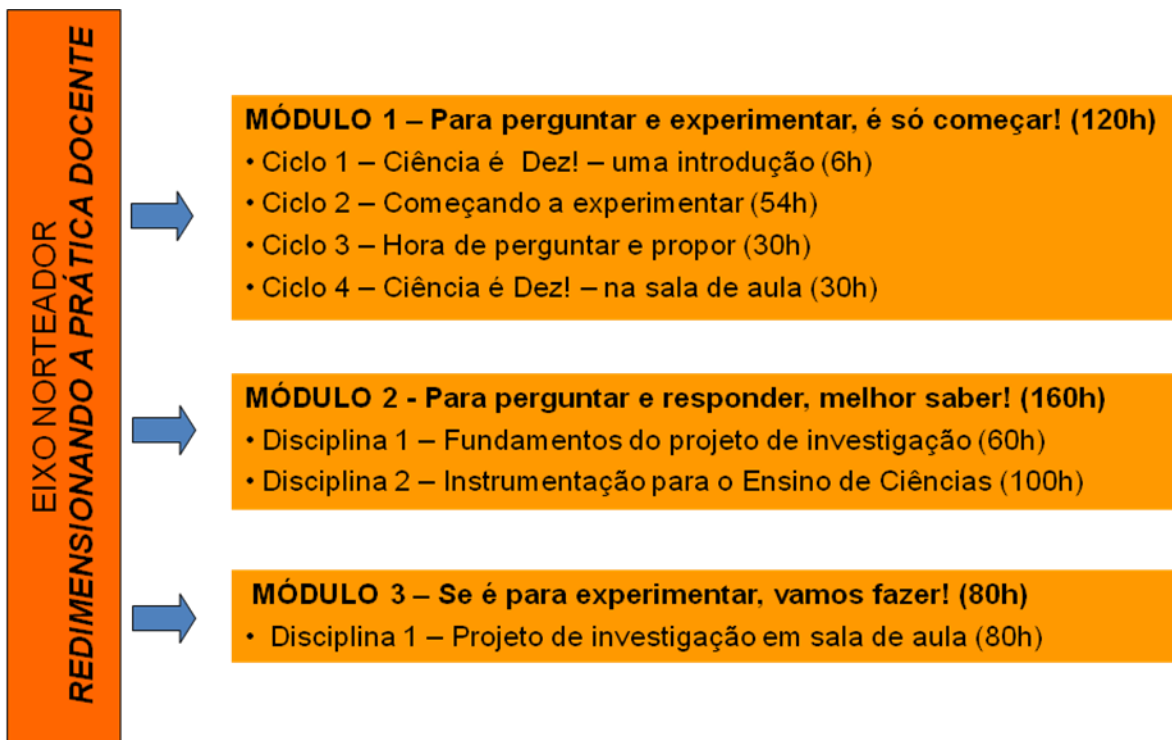 EIXO NORTEADOR
REDIMENSIONANDO A PRÁTICA DOCENTE
MÓDULO 1 – Para perguntar e experimentar, é só começar! (120h)
• Ciclo 1 – Ciência é Dez! – uma introdução (6h)
• Ciclo 2 – Começando a experimentar (54h)
• Ciclo 3 – Hora de perguntar e propor (30h)
• Ciclo 4 – Ciência é Dez! – na sala de aula (30h)
MÓDULO 2 - Para perguntar e responder, melhor saber! (160h)
• Disciplina 1 – Fundamentos do projeto de investigação (60h)
• Disciplina 2 – Instrumentação para o Ensino de Ciências (100h)
MÓDULO 3 – Se é para experimentar, vamos fazer! (80h)
• Disciplina 1 – Projeto de investigação em sala de aula (80h)